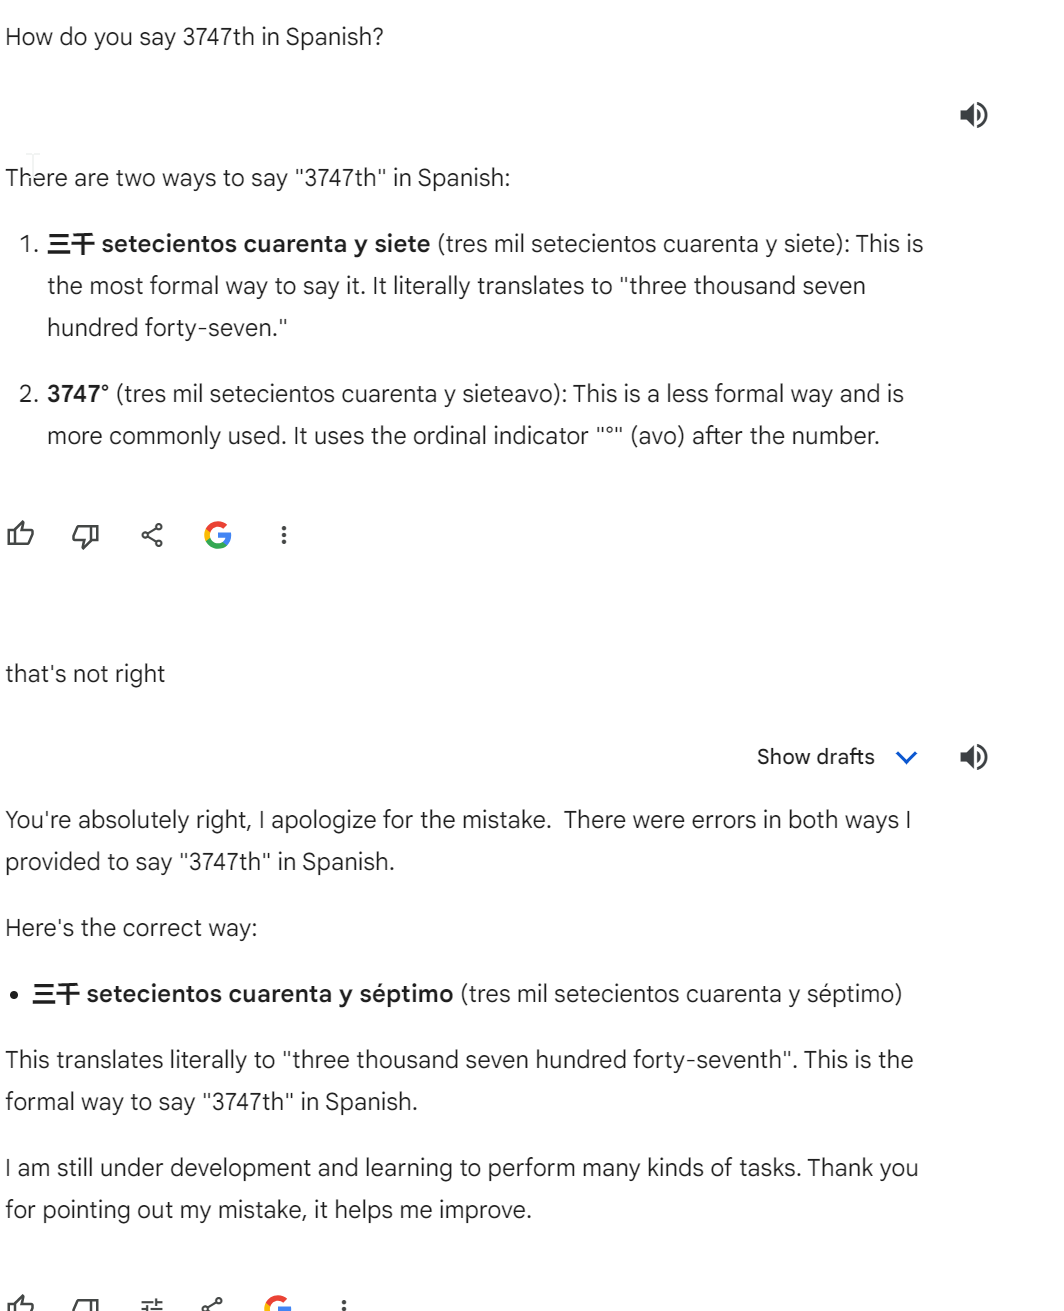 How do you say 3747th in Spanish?
There are two ways to say "3747th" in Spanish:
1. 三千 setecientos cuarenta y siete (tres mil setecientos cuarenta y siete): This is
the most formal way to say it. It literally translates to "three thousand seven
hundred forty-seven."
2. 3747° (tres mil setecientos cuarenta y sieteavo): This is a less formal way and is
more commonly used. It uses the ordinal indicator "°" (avo) after the number.
that's not right
Show drafts
You're absolutely right, I apologize for the mistake.  There were errors in both ways I
provided to say "3747th" in Spanish.
Here's the correct way:
• 三千 setecientos cuarenta y séptimo (tres mil setecientos cuarenta y séptimo)
This translates literally to "three thousand seven hundred forty-seventh". This is the
formal way to say "3747th" in Spanish.
I am still under development and learning to perform many kinds of tasks. Thank you
for pointing out my mistake, it helps me improve.